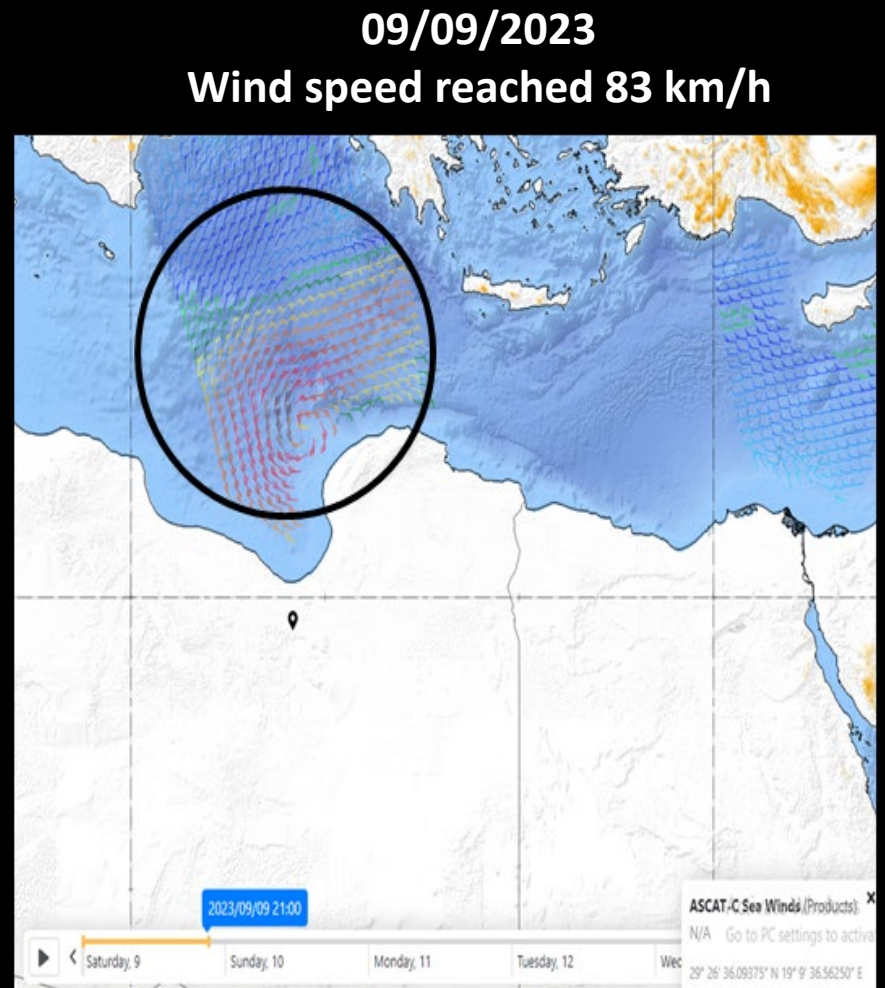 09/09/2023
Wind speed reached 83 km/h
2023/09/09 21:00
Saturday, 9
Sunday, 10
Monday, 11
Tuesday, 12
Wed
ASCAT-C Sea Winds (Products)
N/A Go to PC settings to activa
29° 26' 36.09375" N 19° 9' 36.56250" E